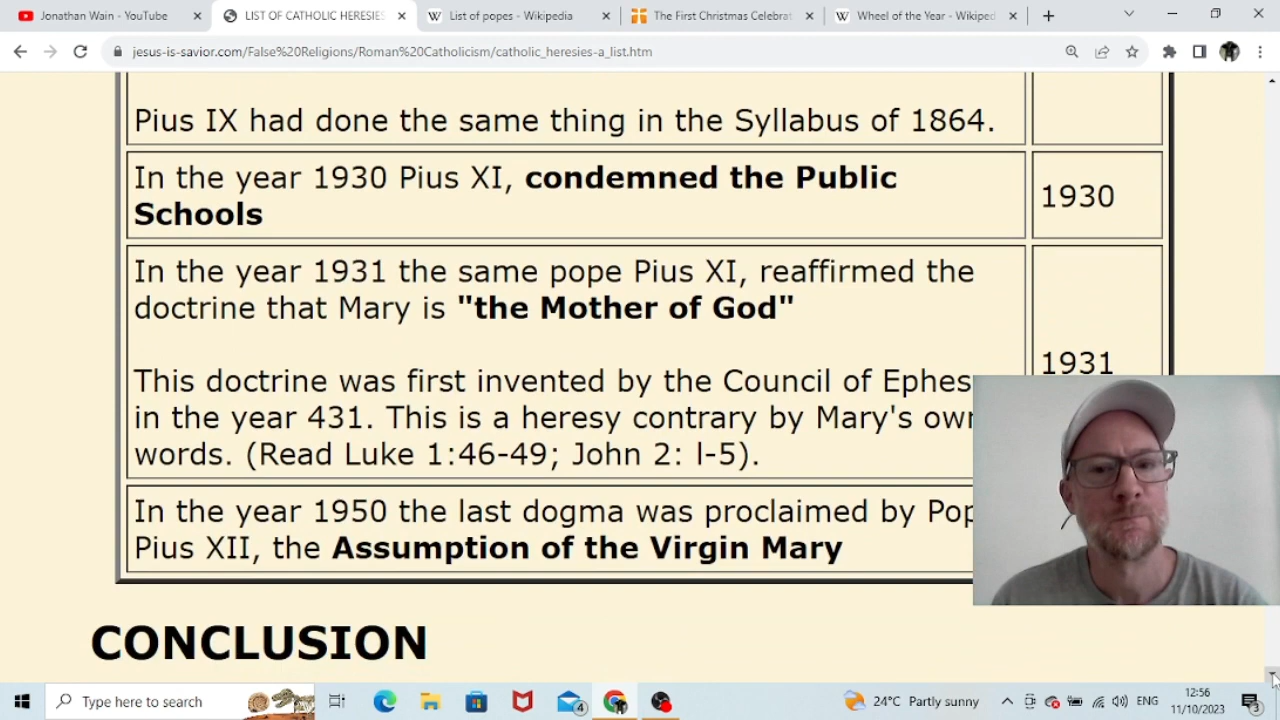 Jonathan Wain - YouTube
LIST OF CATHOLIC HERESIES
List of popes - Wikipedia
The First Christmas Celebrat
Wheel of the Year - Wikiped
jesus-is-savior.com/False%20Religions/Roman%20Catholicism/catholic_heresies-a_list.htm
Pius IX had done the same thing in the Syllabus of 1864.
In the year 1930 Pius XI, condemned the Public
Schools
1930
In the year 1931 the same pope Pius XI, reaffirmed the
doctrine that Mary is "the Mother of God"
This doctrine was first invented by the Council of Ephes
in the year 431. This is a heresy contrary by Mary's own
words. (Read Luke 1:46-49; John 2: l-5).
1931
In the year 1950 the last dogma was proclaimed by Pop
Pius XII, the Assumption of the Virgin Mary
CONCLUSION
Type here to search
4
24°C Partly sunny
ENG
12:56
11/10/2023
3